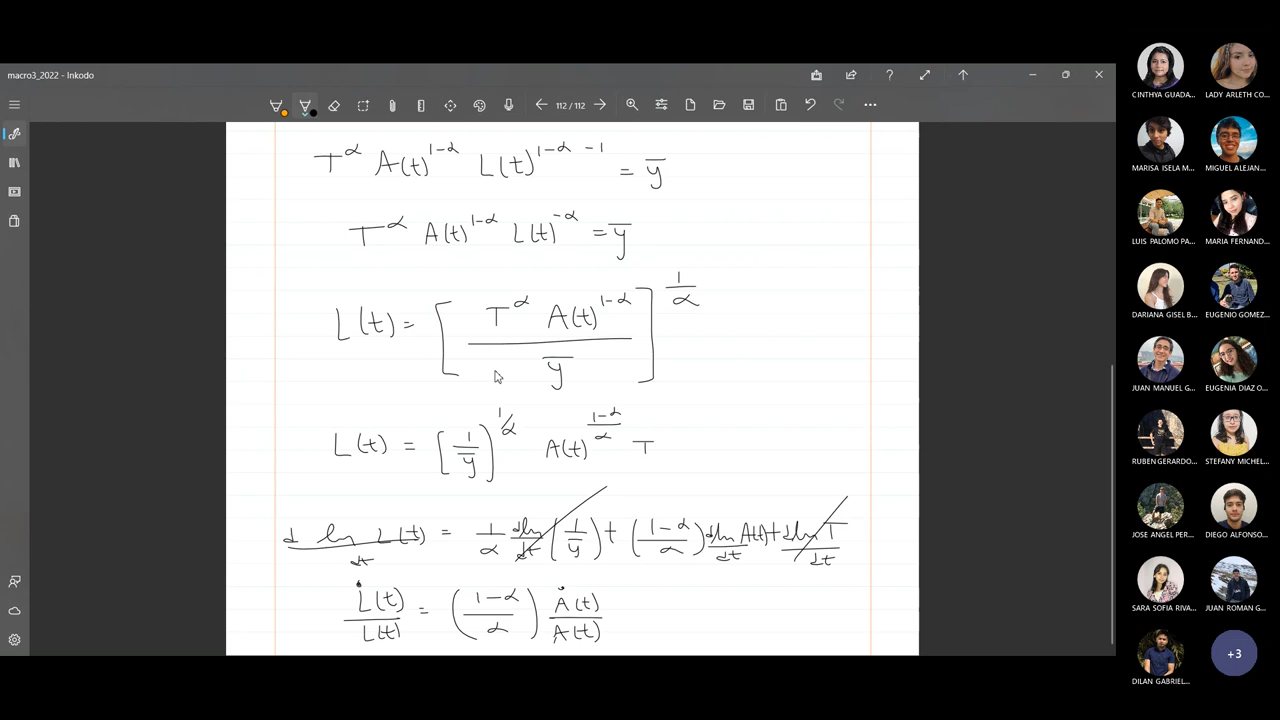 macro3_2022 - Inkodo
112 / 112
T^α A(t)^{1-α} L(t)^{1-α-1} = ȳ
T^α A(t)^{1-α} L(t)^{-α} = ȳ
L(t) = [ T^α A(t)^{1-α} / ȳ ]^{1/α}
L(t) = [ 1/ȳ ]^{1/α} A(t)^{(1-α)/α} T
d ln L(t) / dt = 1/α dln/dt (1/ȳ) + (1-α / α) dln A(t) / dt + dln T / dt
L̇(t) / L(t) = (1-α / α) Ȧ(t) / A(t)
CINTHYA GUADA...
LADY ARLETH CO...
MARISA ISELA M...
MIGUEL ALEJAN...
LUIS PALOMO PA...
MARIA FERNAND...
DARIANA GISEL B...
EUGENIO GOMEZ...
JUAN MANUEL G...
EUGENIA DIAZ O...
RUBEN GERARDO...
STEFANY MICHEL...
JOSE ANGEL PER...
DIEGO ALFONSO...
SARA SOFIA RIVA...
JUAN ROMAN G...
DILAN GABRIEL...
+3